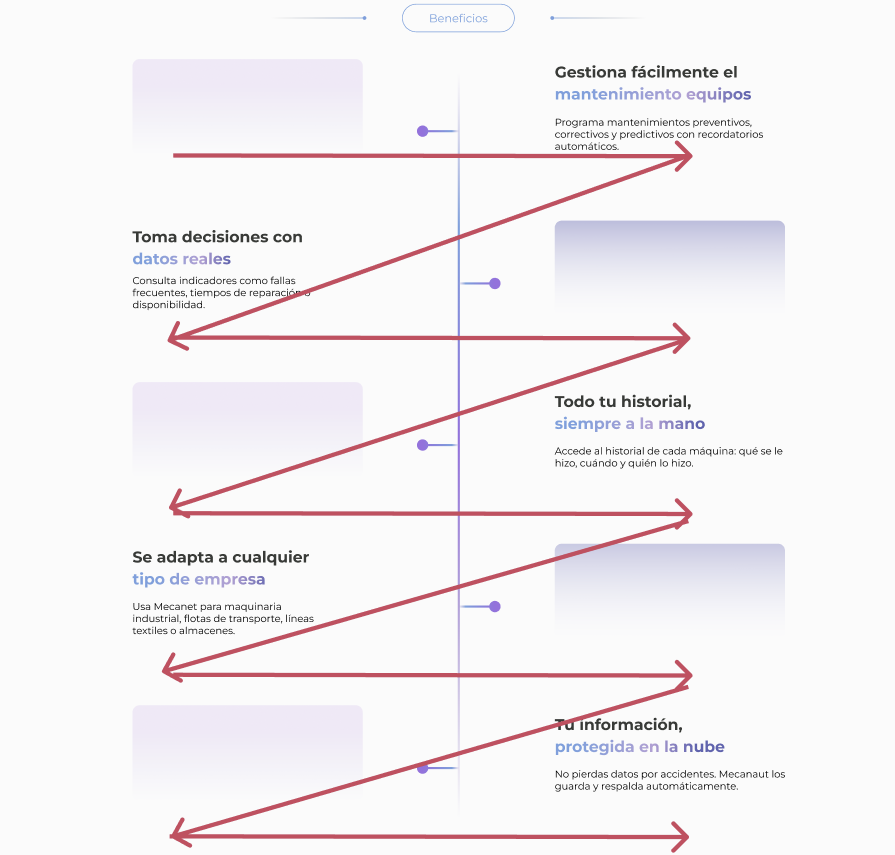 Beneficios
Gestiona fácilmente el
mantenimiento equipos
Programa mantenimientos preventivos,
correctivos y predictivos con recordatorios
automáticos.
Toma decisiones con
datos reales
Consulta indicadores como fallas
frecuentes, tiempos de reparación o
disponibilidad.
Todo tu historial,
siempre a la mano
Accede al historial de cada máquina: qué se le
hizo, cuándo y quién lo hizo.
Se adapta a cualquier
tipo de empresa
Usa Mecanet para maquinaria
industrial, flotas de transporte, líneas
textiles o almacenes.
Tu información,
protegida en la nube
No pierdas datos por accidentes. Mecanaut los
guarda y respalda automáticamente.